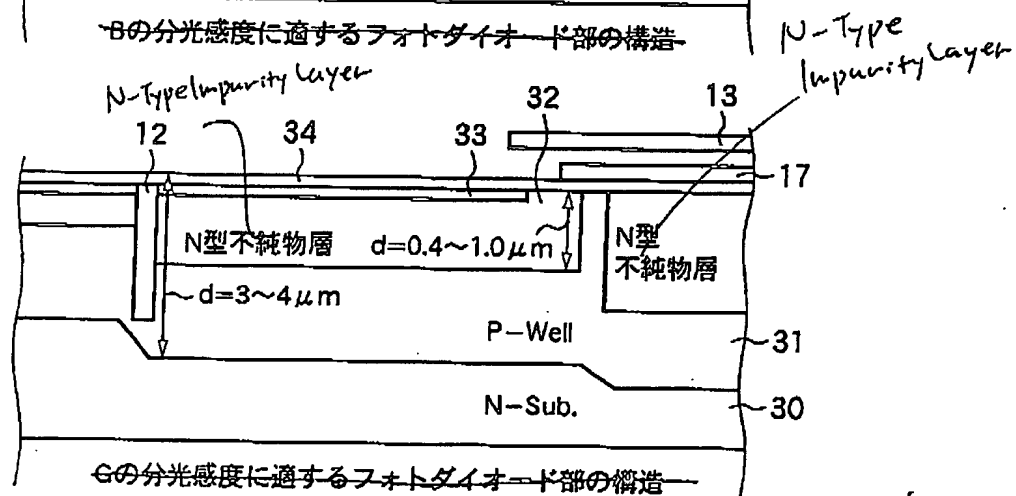 Bの分光感度に適するフォトダイオード部の構造
N-Type
Impurity Layer
N-Type Impurity Layer
12
34
33
32
13
17
N型不純物層
d=0.4~1.0μm
N型
不純物層
d=3~4μm
P-Well
31
N-Sub.
30
Gの分光感度に適するフォトダイオード部の構造